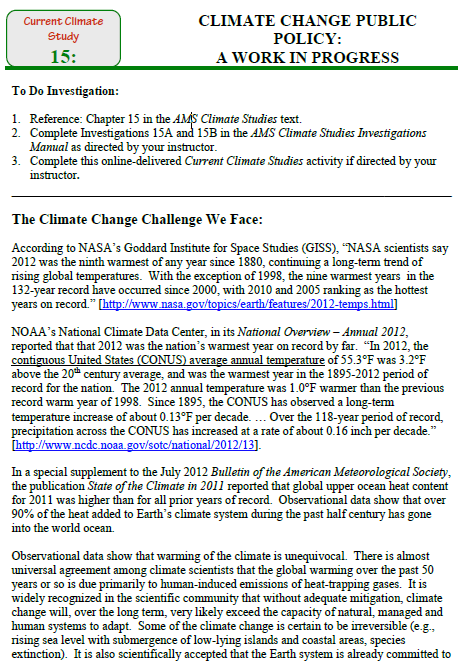 Current Climate
Study
15:
CLIMATE CHANGE PUBLIC
POLICY:
A WORK IN PROGRESS
To Do Investigation:
1. Reference: Chapter 15 in the AMS Climate Studies text.
2. Complete Investigations 15A and 15B in the AMS Climate Studies Investigations
Manual as directed by your instructor.
3. Complete this online-delivered Current Climate Studies activity if directed by your
instructor.
The Climate Change Challenge We Face:
According to NASA's Goddard Institute for Space Studies (GISS), “NASA scientists say
2012 was the ninth warmest of any year since 1880, continuing a long-term trend of
rising global temperatures. With the exception of 1998, the nine warmest years in the
132-year record have occurred since 2000, with 2010 and 2005 ranking as the hottest
years on record.” [http://www.nasa.gov/topics/earth/features/2012-temps.html]
NOAA's National Climate Data Center, in its National Overview – Annual 2012,
reported that that 2012 was the nation's warmest year on record by far. “In 2012, the
contiguous United States (CONUS) average annual temperature of 55.3°F was 3.2°F
above the 20th century average, and was the warmest year in the 1895-2012 period of
record for the nation. The 2012 annual temperature was 1.0°F warmer than the previous
record warm year of 1998. Since 1895, the CONUS has observed a long-term
temperature increase of about 0.13°F per decade. … Over the 118-year period of record,
precipitation across the CONUS has increased at a rate of about 0.16 inch per decade.”
[http://www.ncdc.noaa.gov/sotc/national/2012/13].
In a special supplement to the July 2012 Bulletin of the American Meteorological Society,
the publication State of the Climate in 2011 reported that global upper ocean heat content
for 2011 was higher than for all prior years of record. Observational data show that over
90% of the heat added to Earth's climate system during the past half century has gone
into the world ocean.
Observational data show that warming of the climate is unequivocal. There is almost
universal agreement among climate scientists that the global warming over the past 50
years or so is due primarily to human-induced emissions of heat-trapping gases. It is
widely recognized in the scientific community that without adequate mitigation, climate
change will, over the long term, very likely exceed the capacity of natural, managed and
human systems to adapt. Some of the climate change is certain to be irreversible (e.g.,
rising sea level with submergence of low-lying islands and coastal areas, species
extinction). It is also scientifically accepted that the Earth system is already committed to